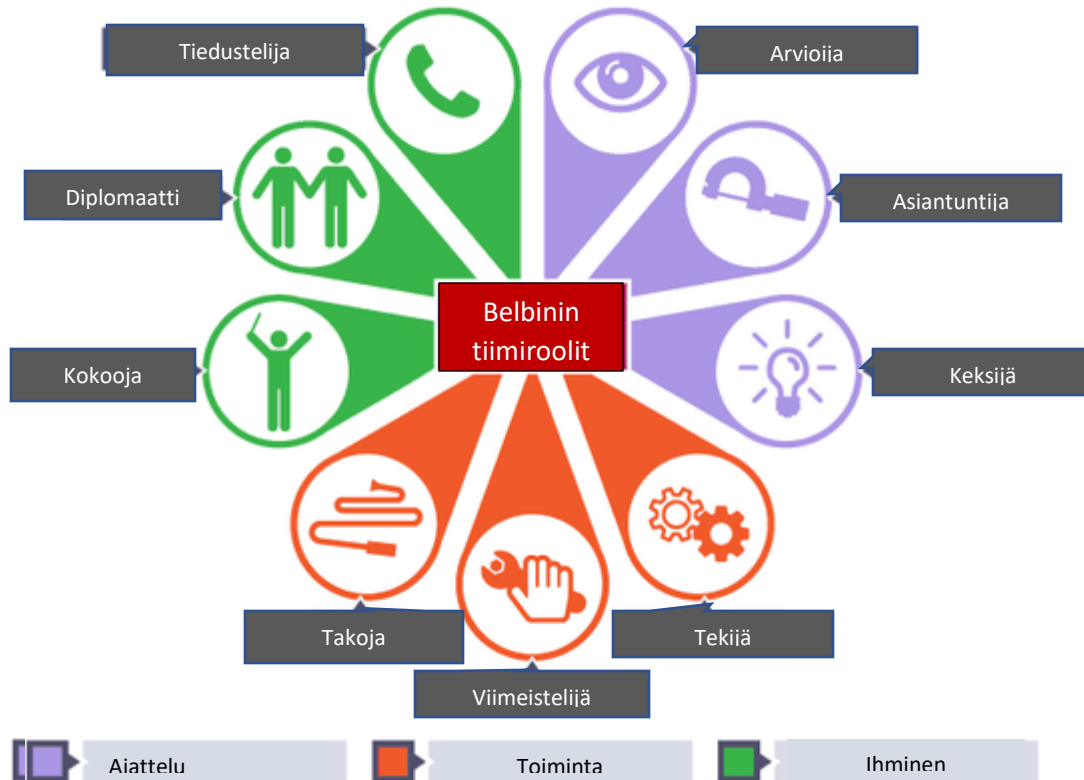 Tiedustelija
Arvioija
Diplomaatti
Asiantuntija
Belbinin
tiimiroolit
Kokooja
Keksijä
Takoja
Tekijä
Viimeistelijä
Ajattelu
Toiminta
Ihminen